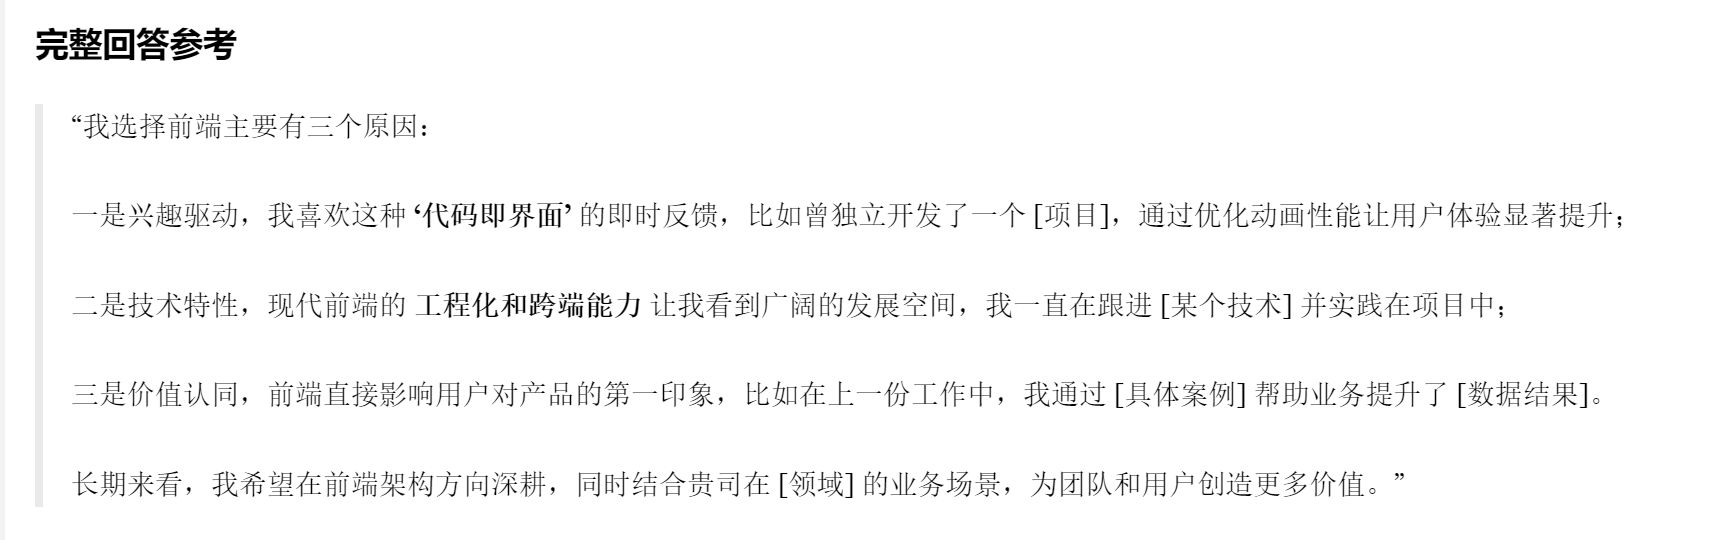 完整回答参考
“我选择前端主要有三个原因：
一是兴趣驱动，我喜欢这种 ‘代码即界面’ 的即时反馈，比如曾独立开发了一个 [项目]，通过优化动画性能让用户体验显著提升；
二是技术特性，现代前端的 工程化和跨端能力 让我看到广阔的发展空间，我一直在跟进 [某个技术] 并实践在项目中；
三是价值认同，前端直接影响用户对产品的第一印象，比如在上一份工作中，我通过 [具体案例] 帮助业务提升了 [数据结果]。
长期来看，我希望在前端架构方向深耕，同时结合贵司在 [领域] 的业务场景，为团队和用户创造更多价值。”